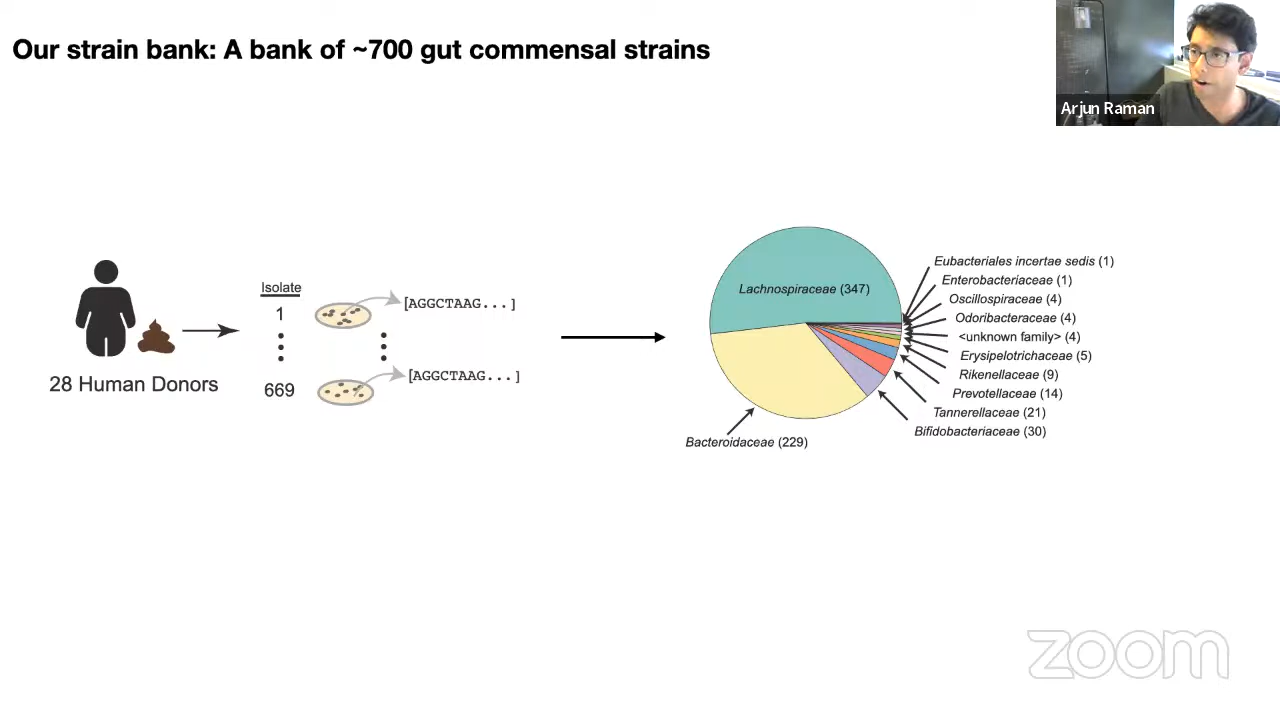 Our strain bank: A bank of ~700 gut commensal strains
Arjun Raman
28 Human Donors
Isolate
1
669
[AGGCTAAG...]
[AGGCTAAG...]
Lachnospiraceae (347)
Bacteroidaceae (229)
Eubacteriales incertae sedis (1)
Enterobacteriaceae (1)
Oscillospiraceae (4)
Odoribacteraceae (4)
<unknown family> (4)
Erysipelotrichaceae (5)
Rikenellaceae (9)
Prevotellaceae (14)
Tannerellaceae (21)
Bifidobacteriaceae (30)
zoom